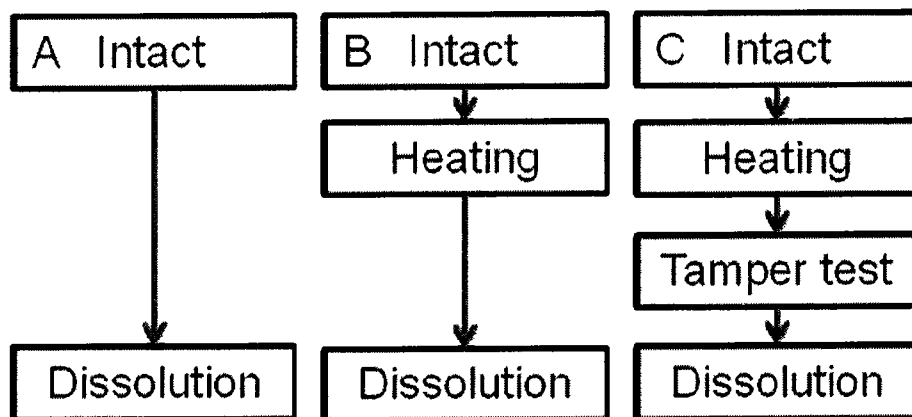 A Intact
B Intact
C Intact
Heating
Heating
Tamper test
Dissolution
Dissolution
Dissolution